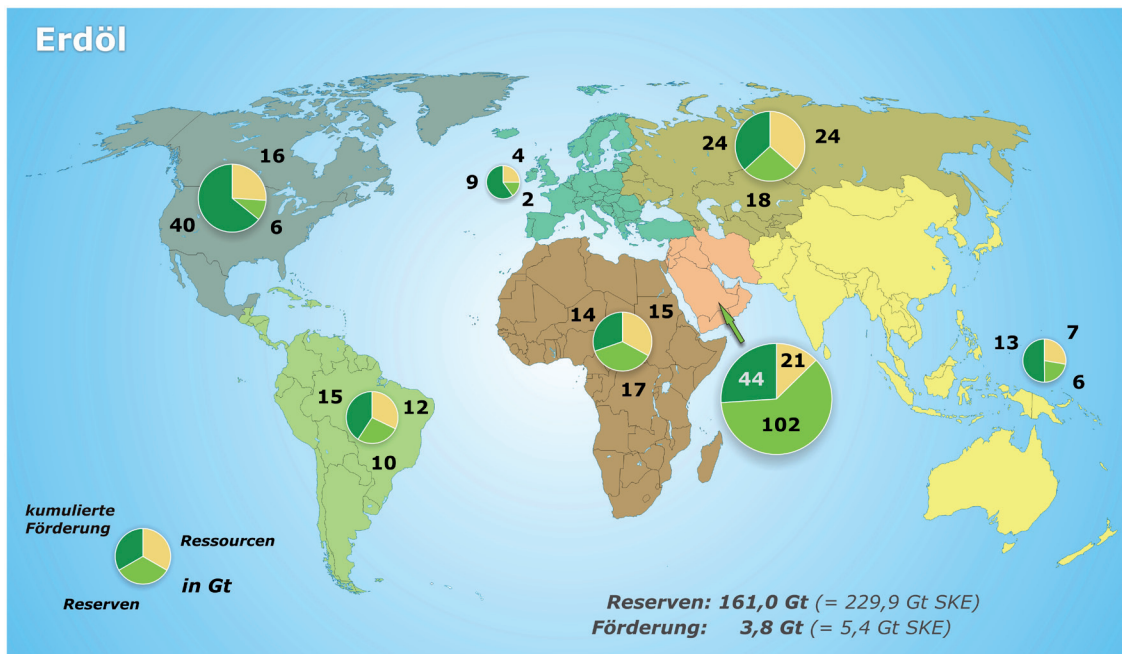 Erdöl
16
40
6
4
9
2
24
24
18
14
15
17
15
12
10
21
44
102
13
7
6
kumulierte
Förderung
Ressourcen
in Gt
Reserven
Reserven: 161,0 Gt (= 229,9 Gt SKE)
Förderung: 3,8 Gt (= 5,4 Gt SKE)